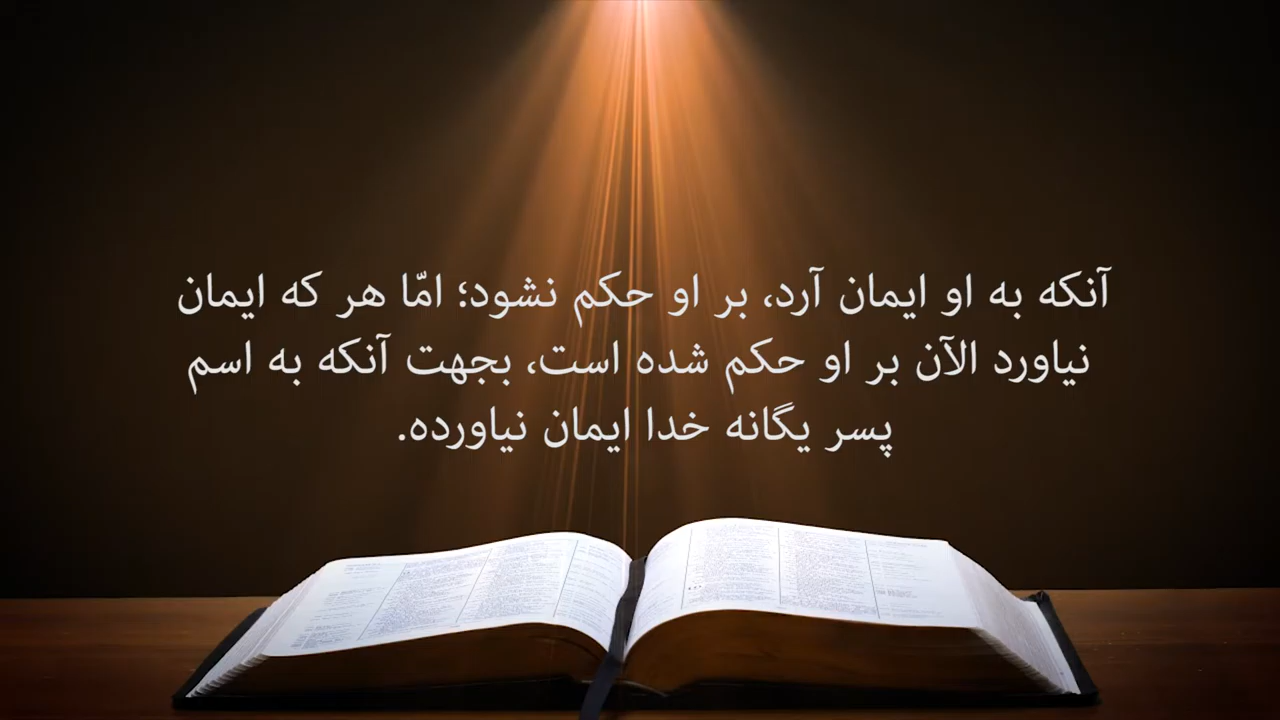 آنکه به او ایمان آرد، بر او حکم نشود؛ امّا هر که ایمان
نیاورد الآن بر او حکم شده است، بجهت آنکه به اسم
پسر یگانه خدا ایمان نیاورده.